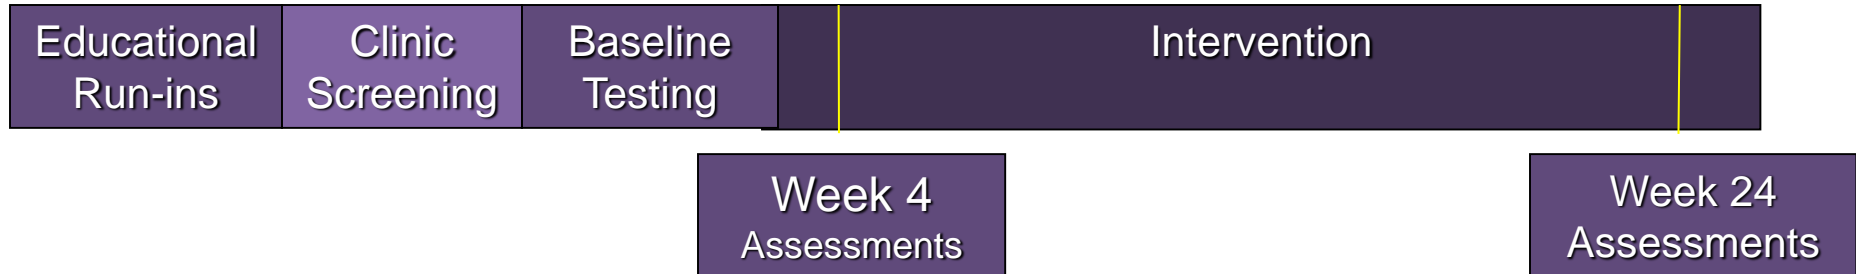 Educational
Run-ins
Clinic
Screening
Baseline
Testing
Intervention
Week 4
Assessments
Week 24
Assessments